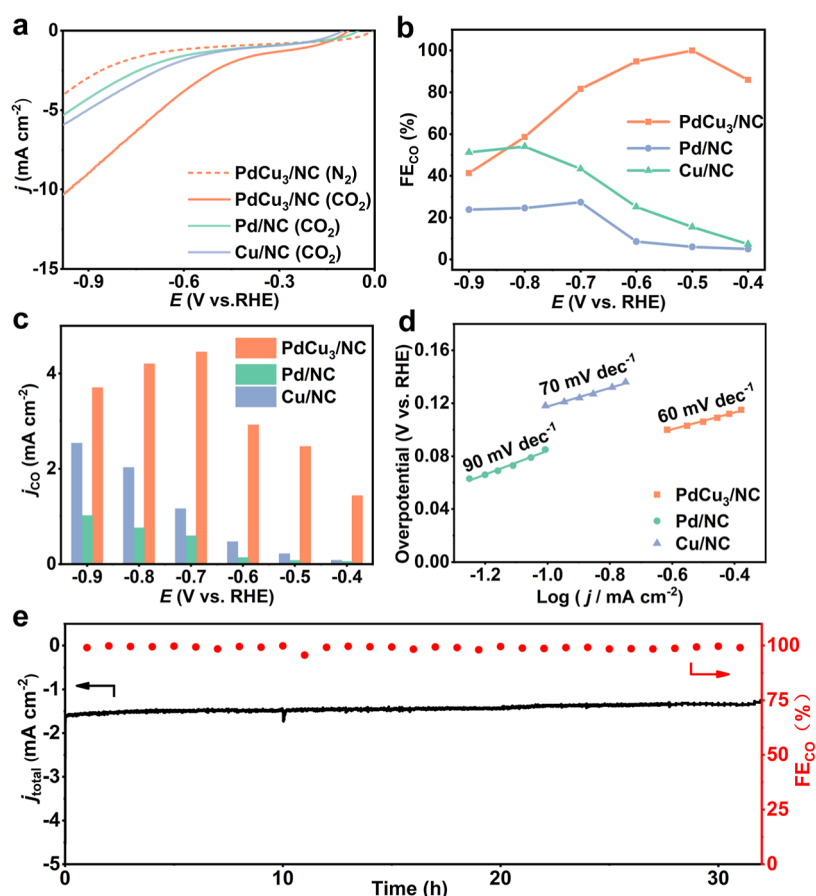 a
0
-5
-10
-15
j (mA cm⁻²)
PdCu₃/NC (N₂)
PdCu₃/NC (CO₂)
Pd/NC (CO₂)
Cu/NC (CO₂)
-0.9 -0.6 -0.3 0.0
E (V vs.RHE)
b
100
80
60
40
20
0
FE_CO (%)
PdCu₃/NC
Pd/NC
Cu/NC
-0.9 -0.8 -0.7 -0.6 -0.5 -0.4
E (V vs. RHE)
c
4
2
0
j_CO (mA cm⁻²)
PdCu₃/NC
Pd/NC
Cu/NC
-0.9 -0.8 -0.7 -0.6 -0.5 -0.4
E (V vs. RHE)
d
0.16
0.12
0.08
0.04
0.00
Overpotential (V vs. RHE)
70 mV dec⁻¹
60 mV dec⁻¹
90 mV dec⁻¹
PdCu₃/NC
Pd/NC
Cu/NC
-1.2 -1.0 -0.8 -0.6 -0.4
Log ( j / mA cm⁻²)
e
0
-1
-2
-3
-4
-5
j_total (mA cm⁻²)
100
75
50
25
0
FE_CO (%)
0 10 20 30
Time (h)